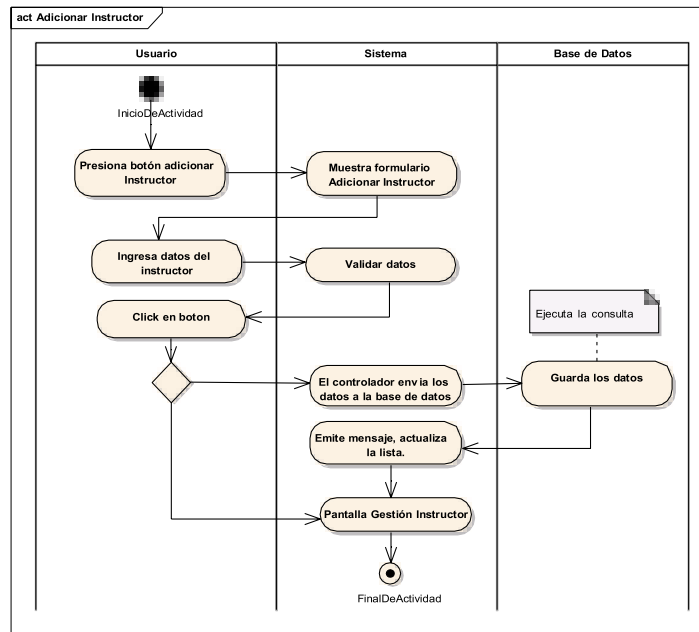 act Adicionar Instructor
Usuario
Sistema
Base de Datos
InicioDeActividad
Presiona botón adicionar
Instructor
Muestra formulario
Adicionar Instructor
Ingresa datos del
instructor
Validar datos
Click en boton
Ejecuta la consulta
El controlador envia los
datos a la base de datos
Guarda los datos
Emite mensaje, actualiza
la lista.
Pantalla Gestión Instructor
FinalDeActividad